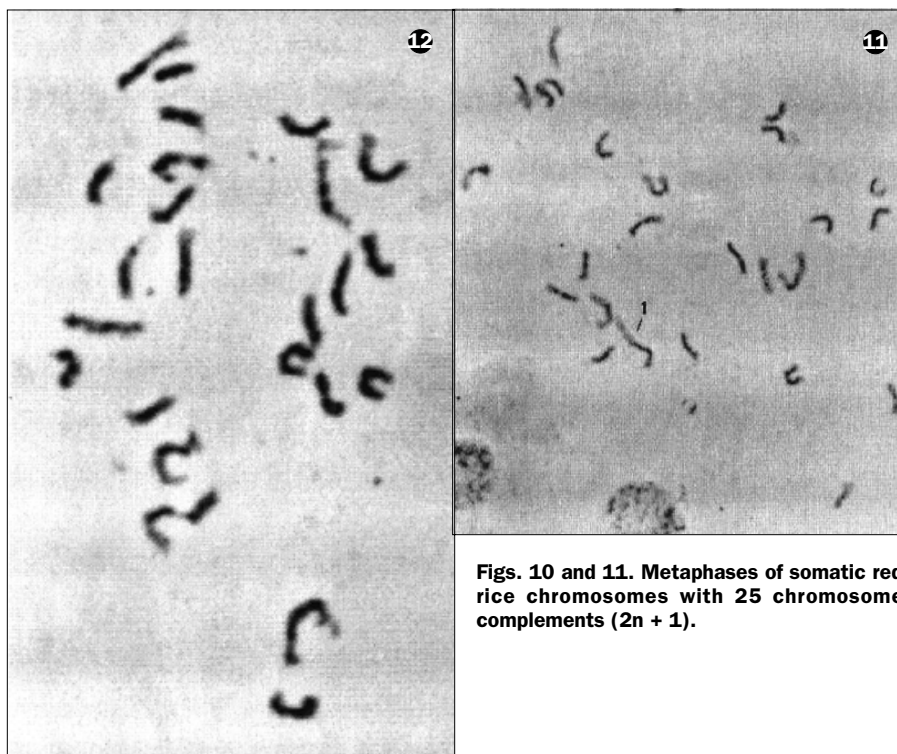 12
11
1
Figs. 10 and 11. Metaphases of somatic red
rice chromosomes with 25 chromosome
complements (2n + 1).